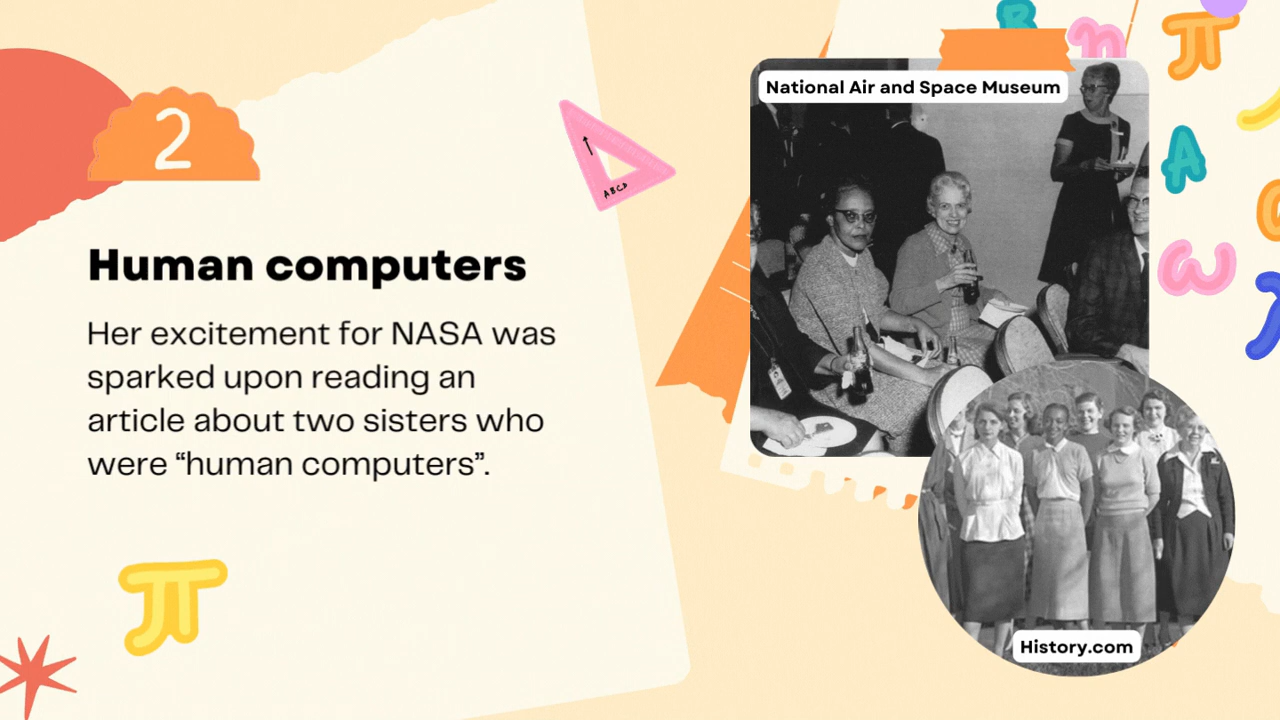 2
Human computers
Her excitement for NASA was
sparked upon reading an
article about two sisters who
were “human computers”.
National Air and Space Museum
History.com
ABCD
B
n
π
A
ω
π